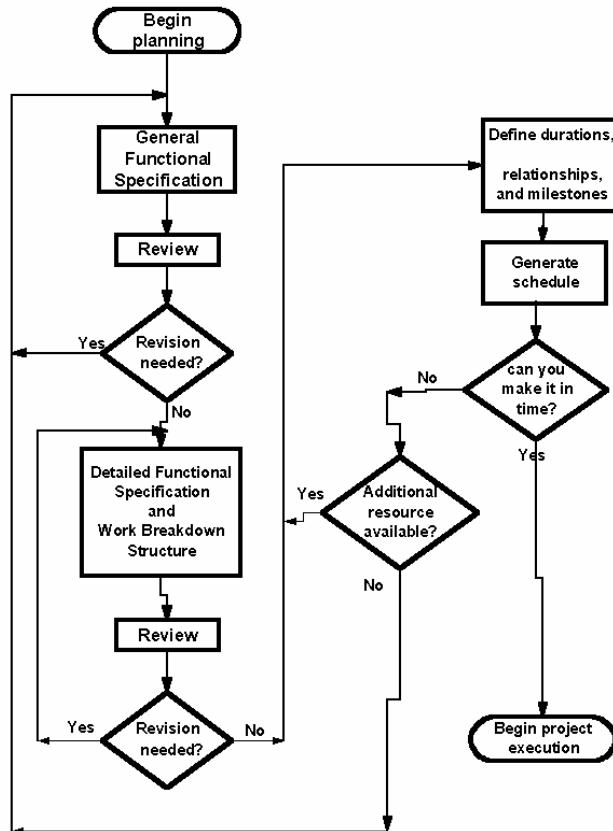 Begin
planning
General
Functional
Specification
Review
Yes
Revision
needed?
No
Detailed Functional
Specification
and
Work Breakdown
Structure
Review
Yes
Revision
needed?
No
Define durations,
relationships,
and milestones
Generate
schedule
can you
make it in
time?
No
Yes
Additional
resource
available?
Yes
No
Begin project
execution